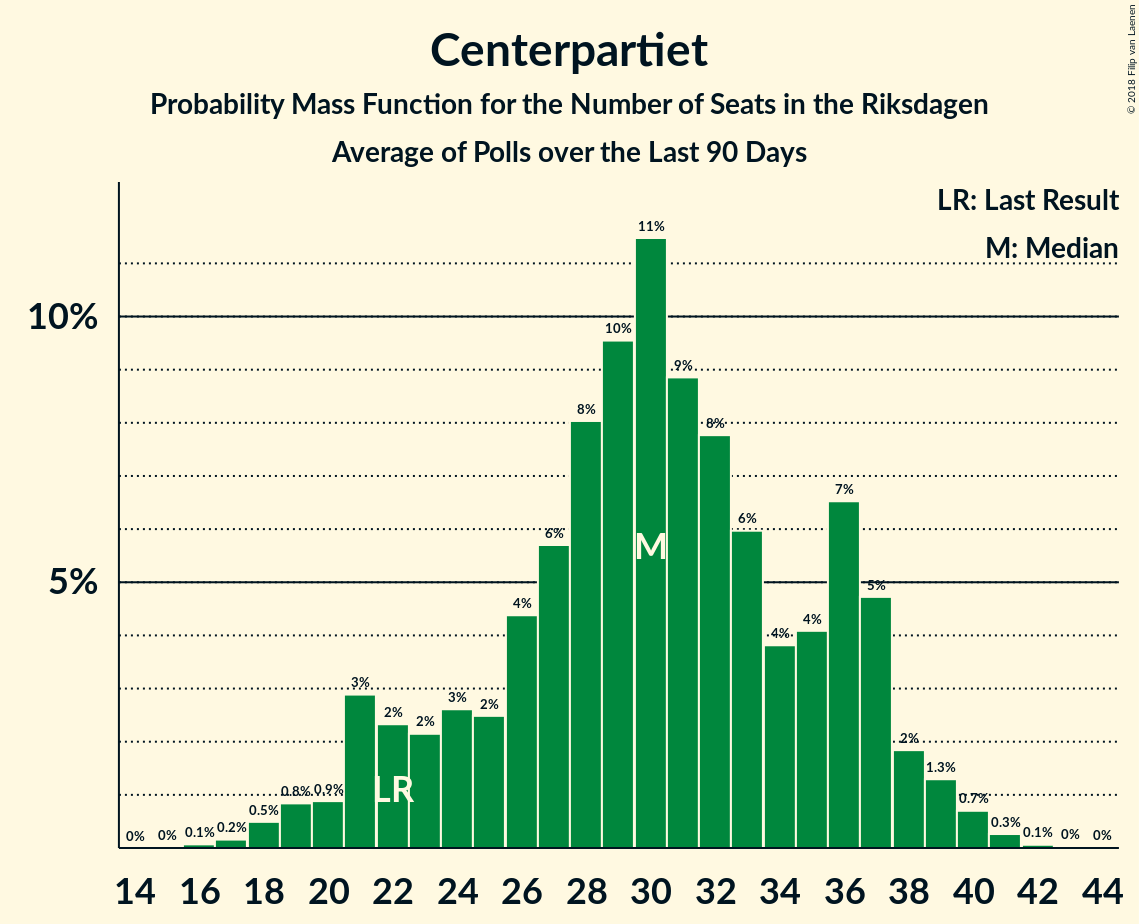 Centerpartiet
Probability Mass Function for the Number of Seats in the Riksdagen
Average of Polls over the Last 90 Days
© 2018 Filip van Laenen
LR: Last Result
M: Median
10%
5%
0% 0% 0.1% 0.2% 0.5% 0.8% 0.9% 3% 2% 2% 3% 2% 4% 6% 8% 10% 11% 9% 8% 6% 4% 4% 7% 5% 2% 1.3% 0.7% 0.3% 0.1% 0% 0%
M
LR
14 16 18 20 22 24 26 28 30 32 34 36 38 40 42 44